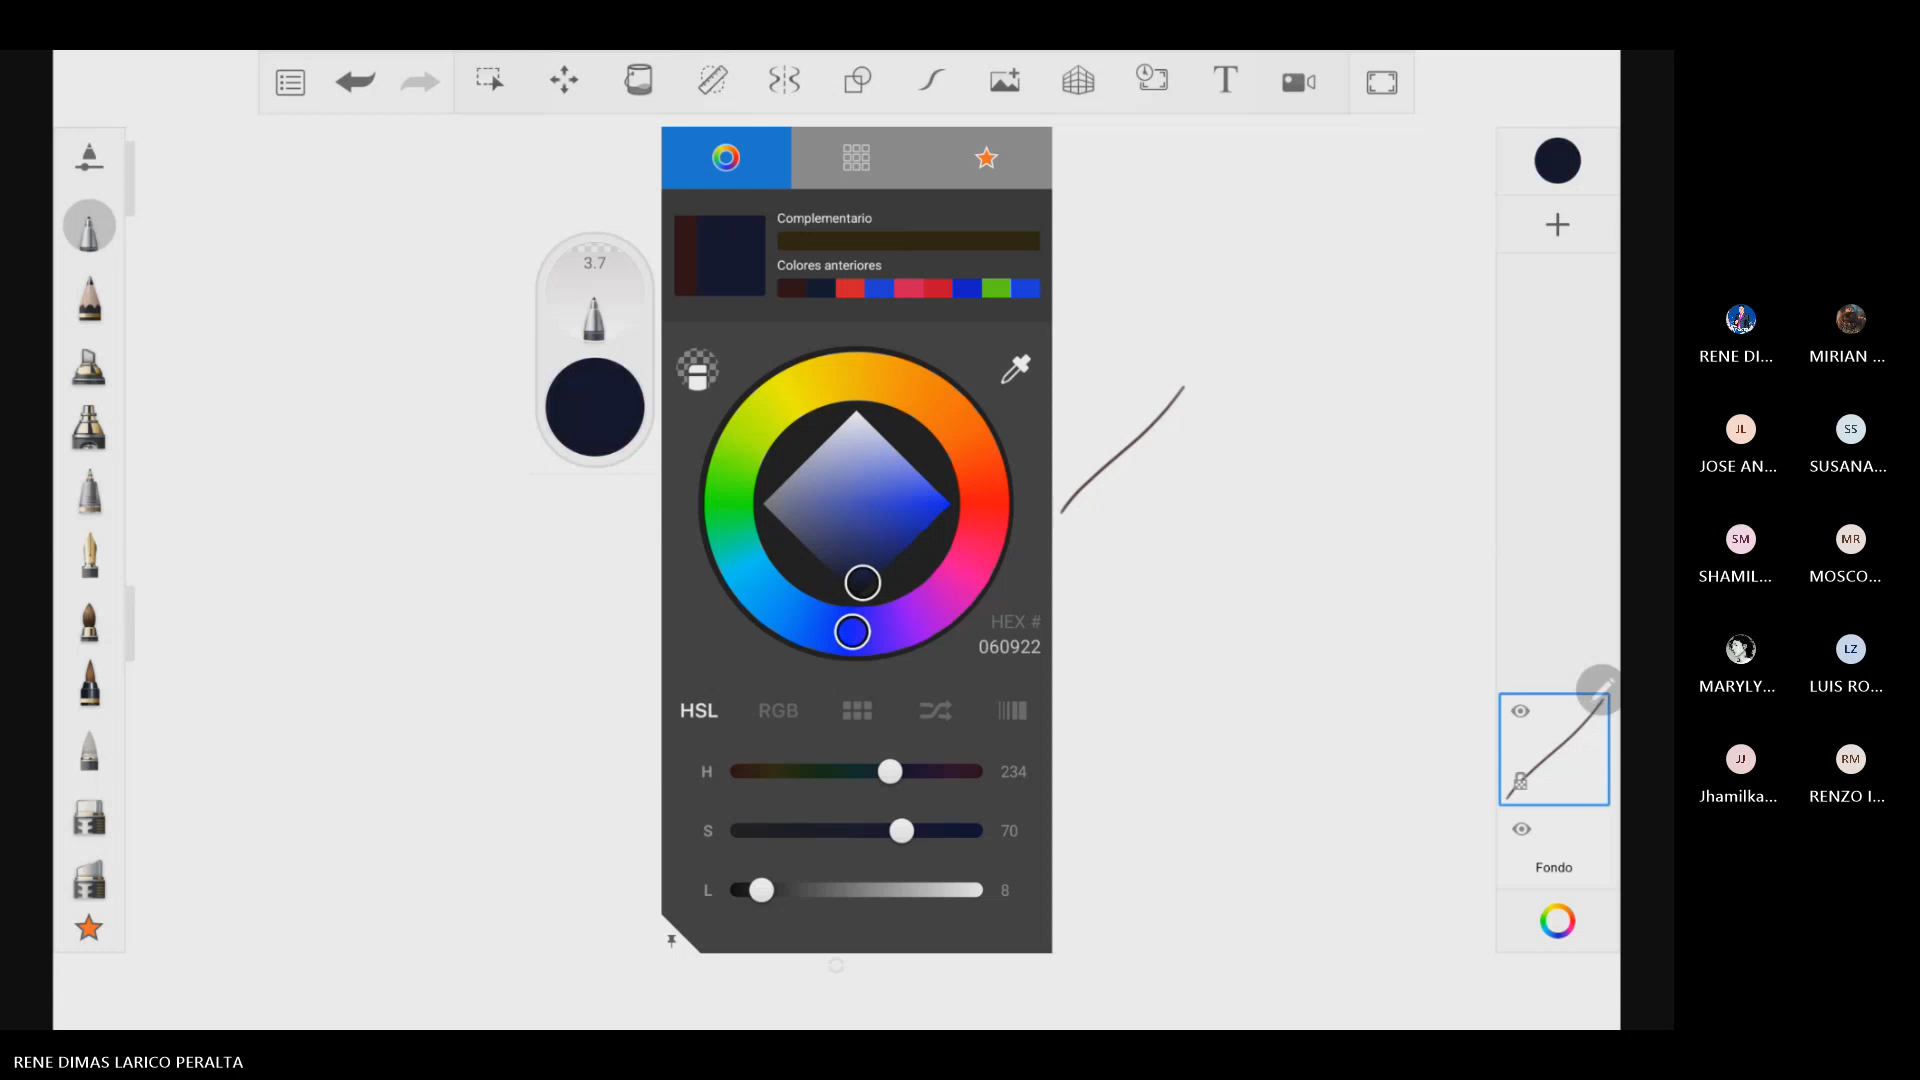 3.7
Complementario
Colores anteriores
HEX #
060922
HSL RGB
H 234
S 70
L 8
Fondo
RENE DI... MIRIAN ...
JL SS
JOSE AN... SUSANA...
SM MR
SHAMIL... MOSCO...
LZ
MARYLY... LUIS RO...
JJ RM
Jhamilka... RENZO I...
RENE DIMAS LARICO PERALTA